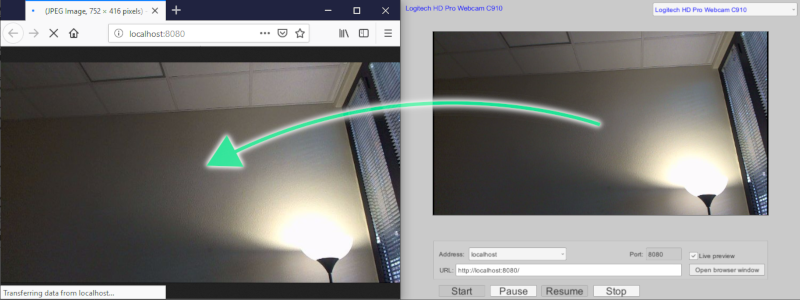 (JPEG Image, 752 × 416 pixels)
localhost:8080
Transferring data from localhost...
Logitech HD Pro Webcam C910
Logitech HD Pro Webcam C910
Address:
localhost
Port:
8080
Live preview
URL:
http://localhost:8080/
Open browser window
Start
Pause
Resume
Stop